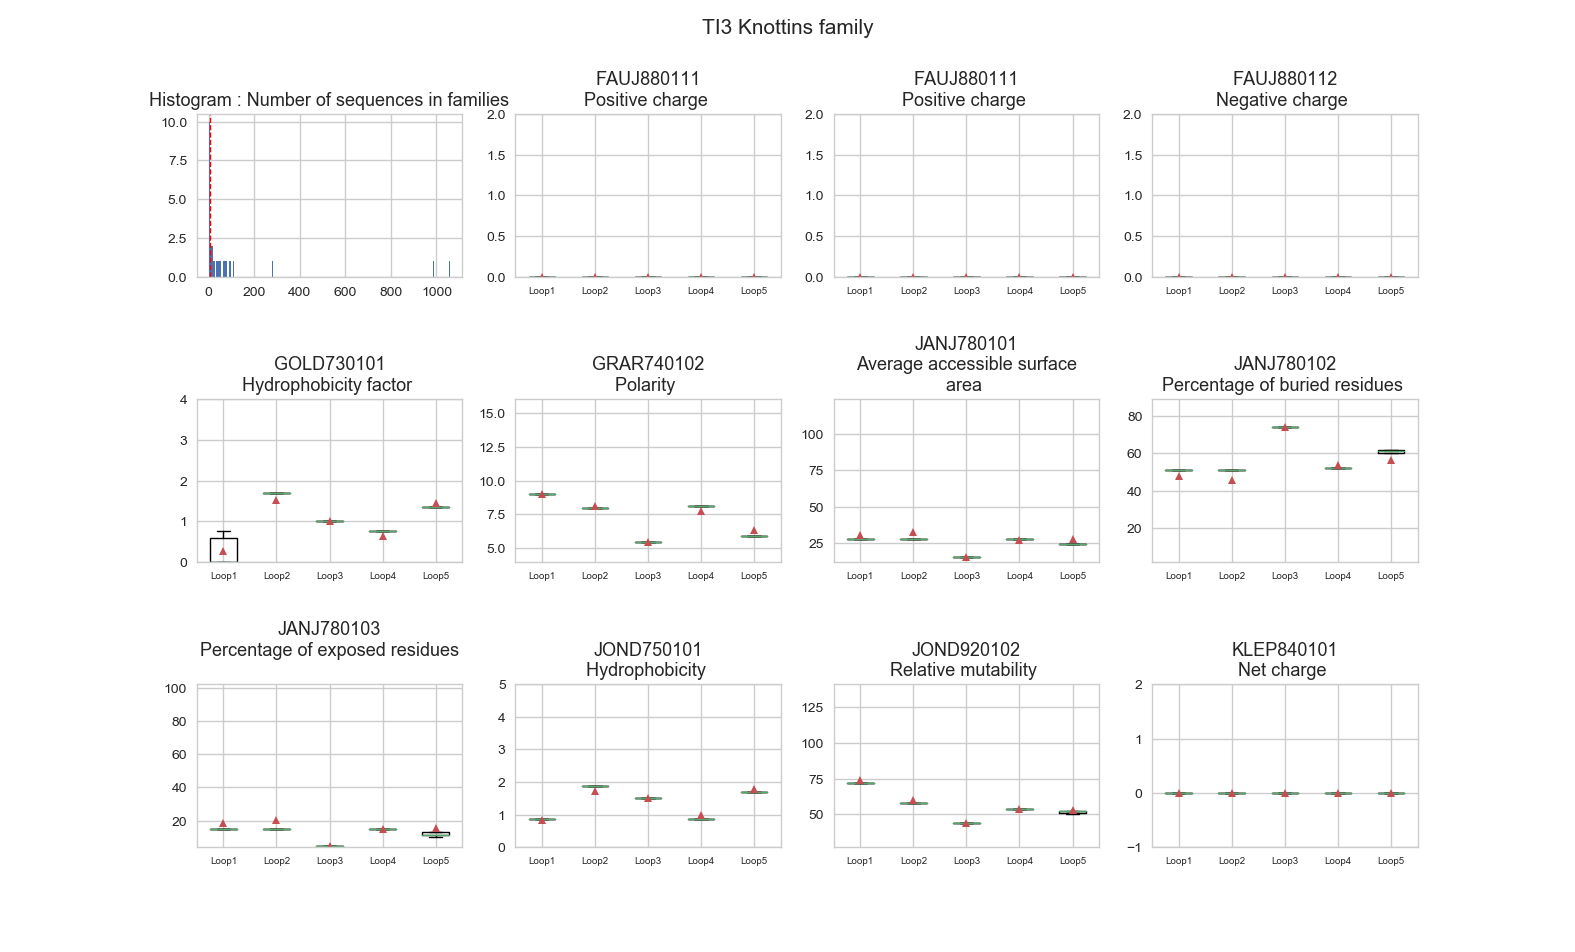 TI3 Knottins family
Histogram : Number of sequences in families
10.0
7.5
5.0
2.5
0.0
0 200 400 600 800 1000
FAUJ880111
Positive charge
2.0
1.5
1.0
0.5
0.0
Loop1 Loop2 Loop3 Loop4 Loop5
FAUJ880111
Positive charge
2.0
1.5
1.0
0.5
0.0
Loop1 Loop2 Loop3 Loop4 Loop5
FAUJ880112
Negative charge
2.0
1.5
1.0
0.5
0.0
Loop1 Loop2 Loop3 Loop4 Loop5
GOLD730101
Hydrophobicity factor
4
3
2
1
0
Loop1 Loop2 Loop3 Loop4 Loop5
GRAR740102
Polarity
15.0
12.5
10.0
7.5
5.0
Loop1 Loop2 Loop3 Loop4 Loop5
JANJ780101
Average accessible surface
area
100
75
50
25
Loop1 Loop2 Loop3 Loop4 Loop5
JANJ780102
Percentage of buried residues
80
60
40
20
Loop1 Loop2 Loop3 Loop4 Loop5
JANJ780103
Percentage of exposed residues
100
80
60
40
20
Loop1 Loop2 Loop3 Loop4 Loop5
JOND750101
Hydrophobicity
5
4
3
2
1
0
Loop1 Loop2 Loop3 Loop4 Loop5
JOND920102
Relative mutability
125
100
75
50
Loop1 Loop2 Loop3 Loop4 Loop5
KLEP840101
Net charge
2
1
0
−1
Loop1 Loop2 Loop3 Loop4 Loop5